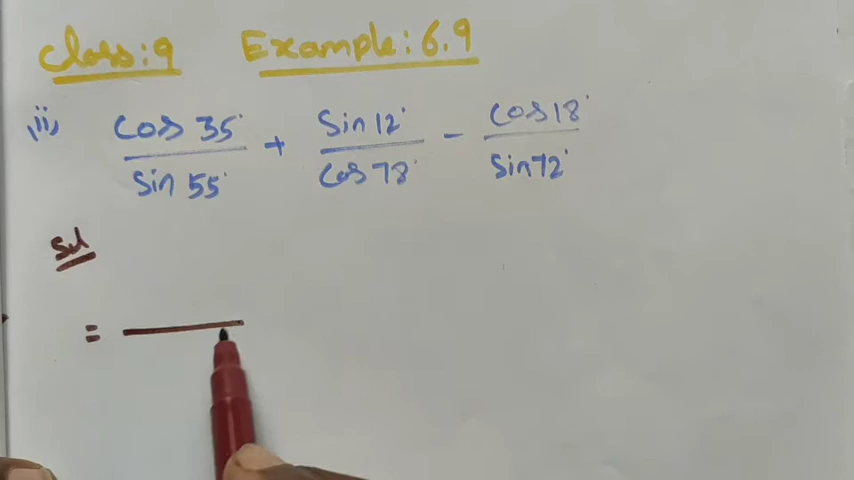 Class:9 Example:6.9
(ii) Cos 35° / Sin 55° + Sin 12° / Cos 78° - Cos 18° / Sin 72°
Sol
=